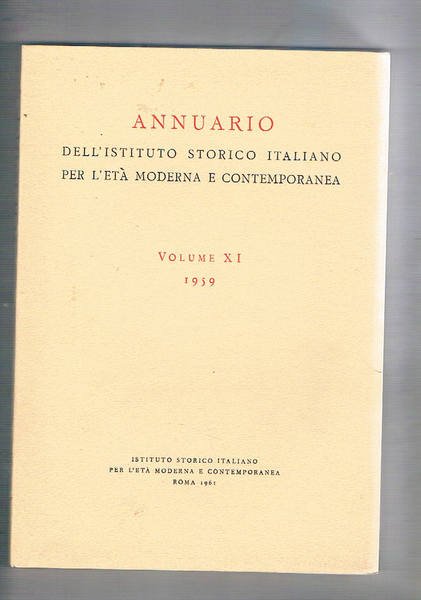 ANNUARIO
DELL'ISTITUTO STORICO ITALIANO
PER L'ETÀ MODERNA E CONTEMPORANEA
VOLUME XI
1959
ISTITUTO STORICO ITALIANO
PER L'ETÀ MODERNA E CONTEMPORANEA
ROMA 1961